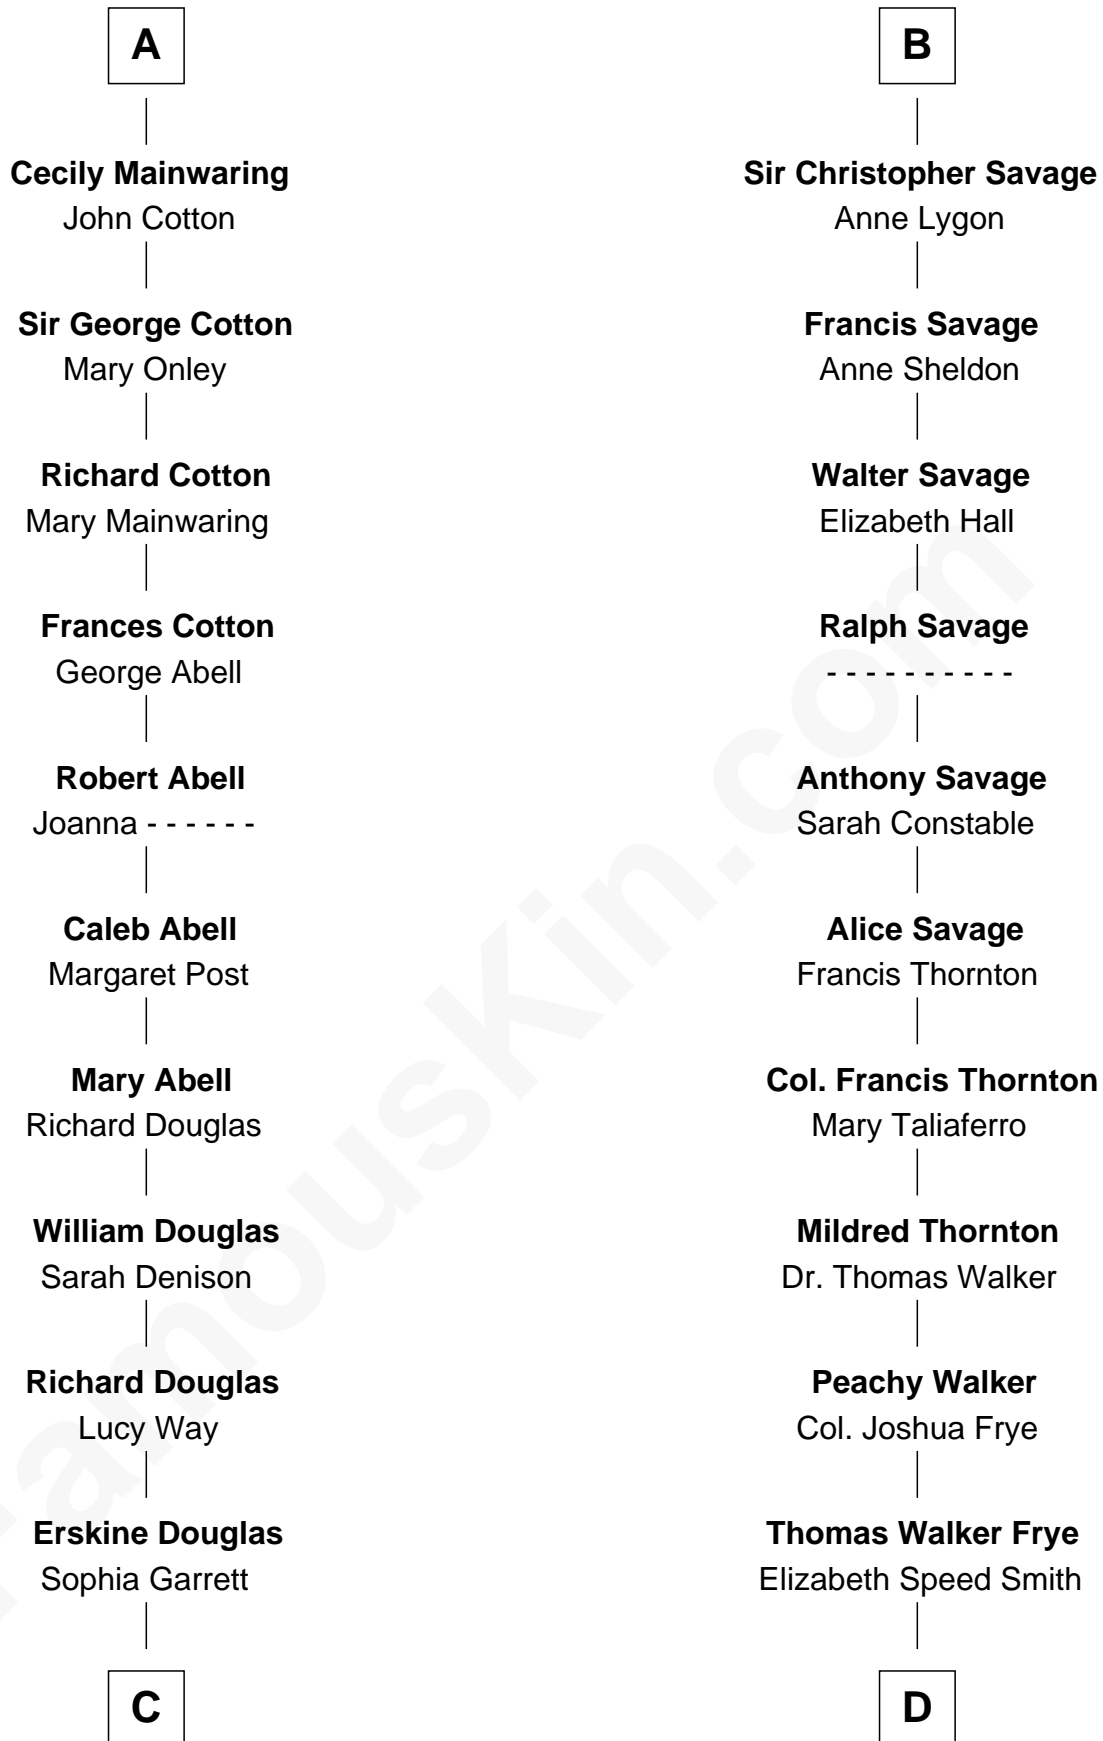 A
Cecily Mainwaring
John Cotton
Sir George Cotton
Mary Onley
Richard Cotton
Mary Mainwaring
Frances Cotton
George Abell
Robert Abell
Joanna - - - - - -
Caleb Abell
Margaret Post
Mary Abell
Richard Douglas
William Douglas
Sarah Denison
Richard Douglas
Lucy Way
Erskine Douglas
Sophia Garrett
C
B
Sir Christopher Savage
Anne Lygon
Francis Savage
Anne Sheldon
Walter Savage
Elizabeth Hall
Ralph Savage
- - - - - - - - - -
Anthony Savage
Sarah Constable
Alice Savage
Francis Thornton
Col. Francis Thornton
Mary Taliaferro
Mildred Thornton
Dr. Thomas Walker
Peachy Walker
Col. Joshua Frye
Thomas Walker Frye
Elizabeth Speed Smith
D
FamousKin.com